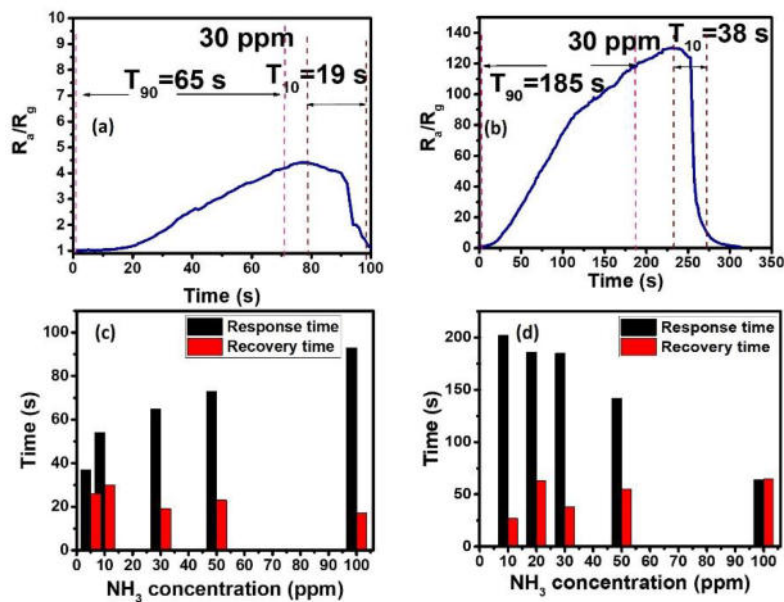 10
9
8
7
6
5
4
3
2
1
Ra/Rg
30 ppm
T90=65 s
T10=19 s
(a)
0 20 40 60 80 100
Time (s)
140
120
100
80
60
40
20
0
Ra/Rg
T10=38 s
30 ppm
T90=185 s
(b)
0 50 100 150 200 250 300 350
Time (s)
100
80
60
40
20
0
Time (s)
(c)
Response time
Recovery time
0 10 20 30 40 50 60 70 80 90 100
NH3 concentration (ppm)
200
150
100
50
0
Time (s)
(d)
Response time
Recovery time
0 10 20 30 40 50 60 70 80 90 100
NH3 concentration (ppm)